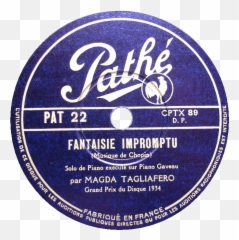 Pathé
PAT 22
CPTX 89
D.P.
FANTAISIE IMPROMPTU
(Musique de Chopin)
Solo de Piano exécuté sur Piano Gaveau
par MAGDA TAGLIAFERO
Grand Prix du Disque 1934
FABRIQUÉ EN FRANCE